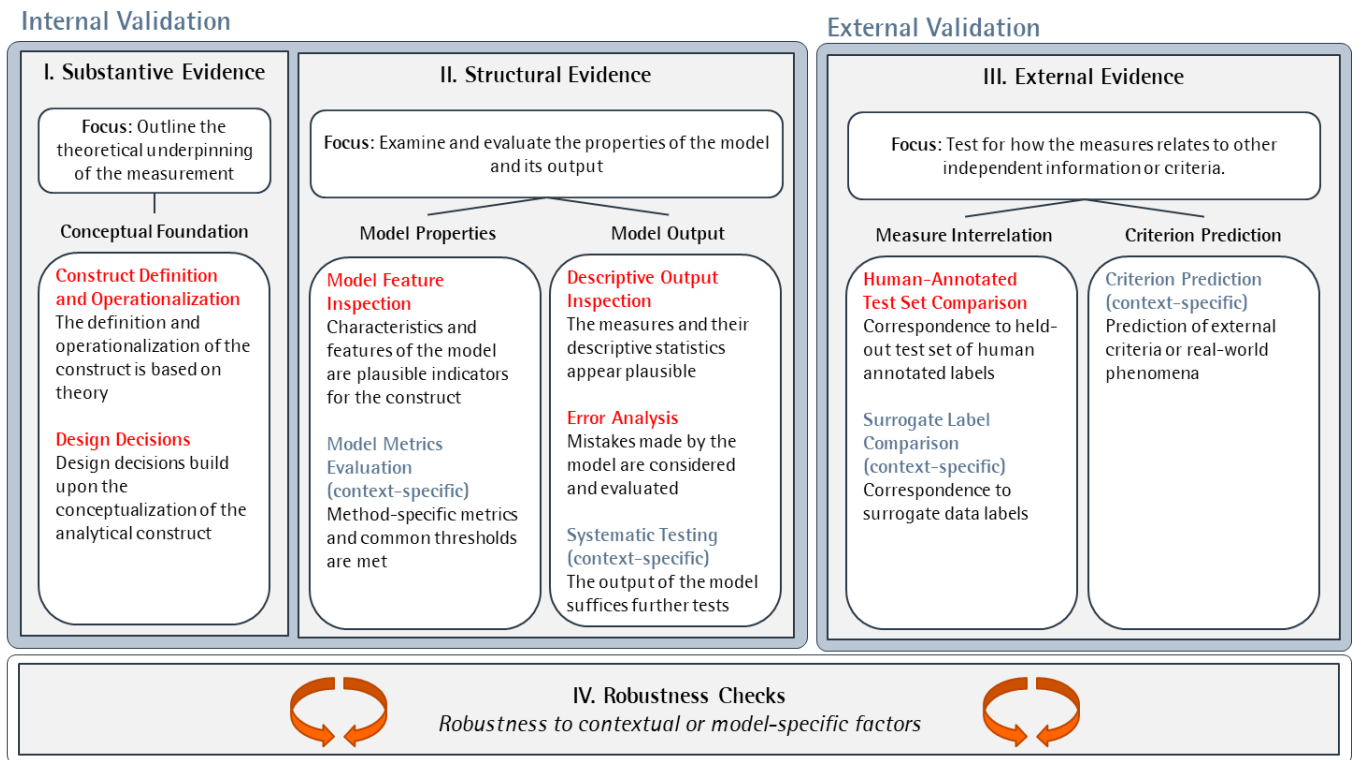 Internal Validation
I. Substantive Evidence
Focus: Outline the
theoretical underpinning
of the measurement
Conceptual Foundation
Construct Definition
and Operationalization
The definition and
operationalization of the
construct is based on
theory
Design Decisions
Design decisions build
upon the
conceptualization of the
analytical construct
II. Structural Evidence
Focus: Examine and evaluate the properties of the model
and its output
Model Properties
Model Feature
Inspection
Characteristics and
features of the model
are plausible indicators
for the construct
Model Metrics
Evaluation
(context-specific)
Method-specific metrics
and common thresholds
are met
Model Output
Descriptive Output
Inspection
The measures and their
descriptive statistics
appear plausible
Error Analysis
Mistakes made by the
model are considered
and evaluated
Systematic Testing
(context-specific)
The output of the model
suffices further tests
External Validation
III. External Evidence
Focus: Test for how the measures relates to other
independent information or criteria.
Measure Interrelation
Human-Annotated
Test Set Comparison
Correspondence to held-
out test set of human
annotated labels
Surrogate Label
Comparison
(context-specific)
Correspondence to
surrogate data labels
Criterion Prediction
Criterion Prediction
(context-specific)
Prediction of external
criteria or real-world
phenomena
IV. Robustness Checks
Robustness to contextual or model-specific factors